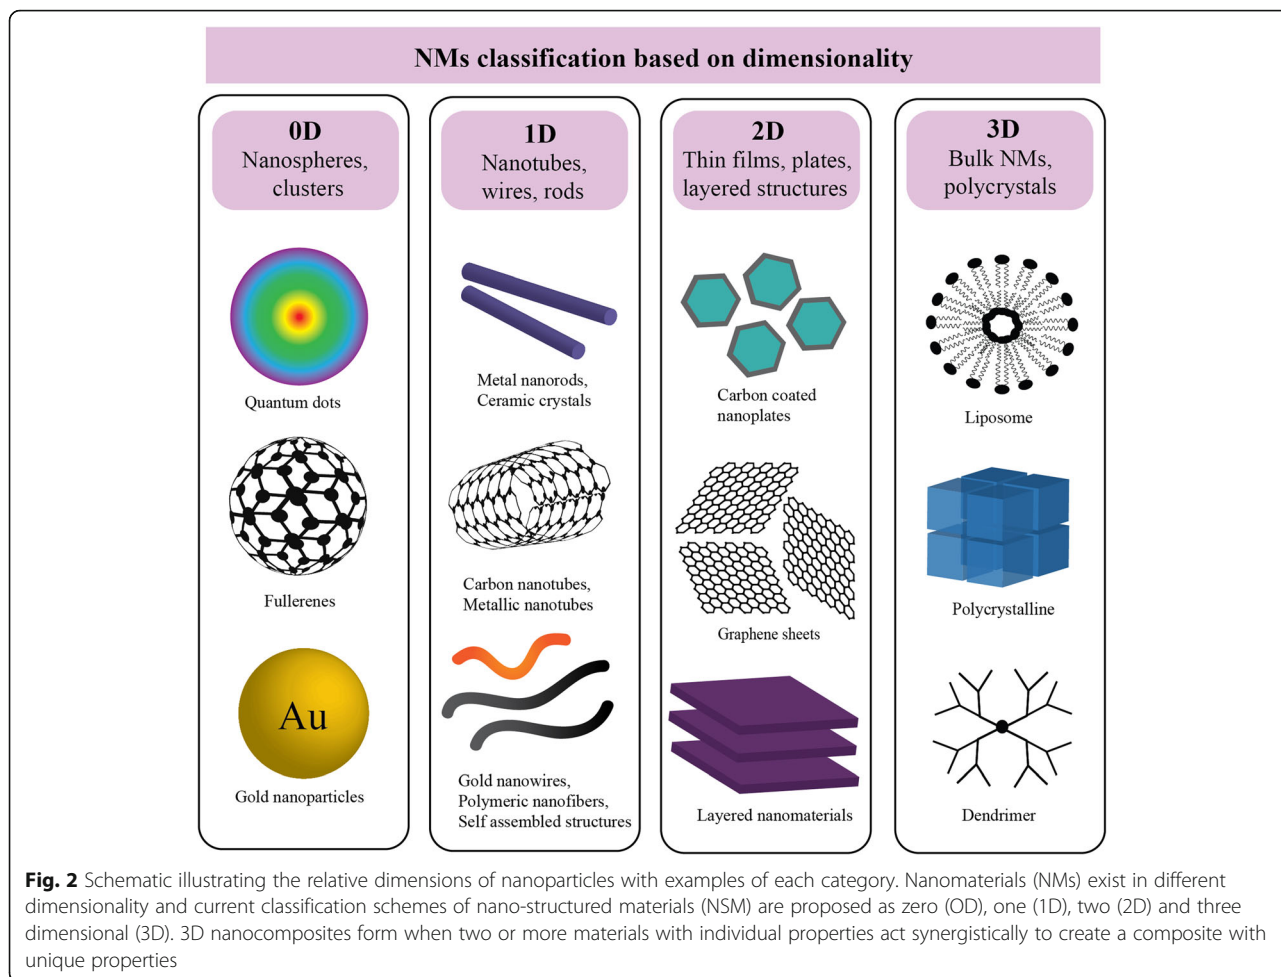 NMs classification based on dimensionality
0D
Nanospheres,
clusters
Quantum dots
Fullerenes
Au
Gold nanoparticles
1D
Nanotubes,
wires, rods
Metal nanorods,
Ceramic crystals
Carbon nanotubes,
Metallic nanotubes
Gold nanowires,
Polymeric nanofibers,
Self assembled structures
2D
Thin films, plates,
layered structures
Carbon coated
nanoplates
Graphene sheets
Layered nanomaterials
3D
Bulk NMs,
polycrystals
Liposome
Polycrystalline
Dendrimer
Fig. 2 Schematic illustrating the relative dimensions of nanoparticles with examples of each category. Nanomaterials (NMs) exist in different
dimensionality and current classification schemes of nano-structured materials (NSM) are proposed as zero (OD), one (1D), two (2D) and three
dimensional (3D). 3D nanocomposites form when two or more materials with individual properties act synergistically to create a composite with
unique properties